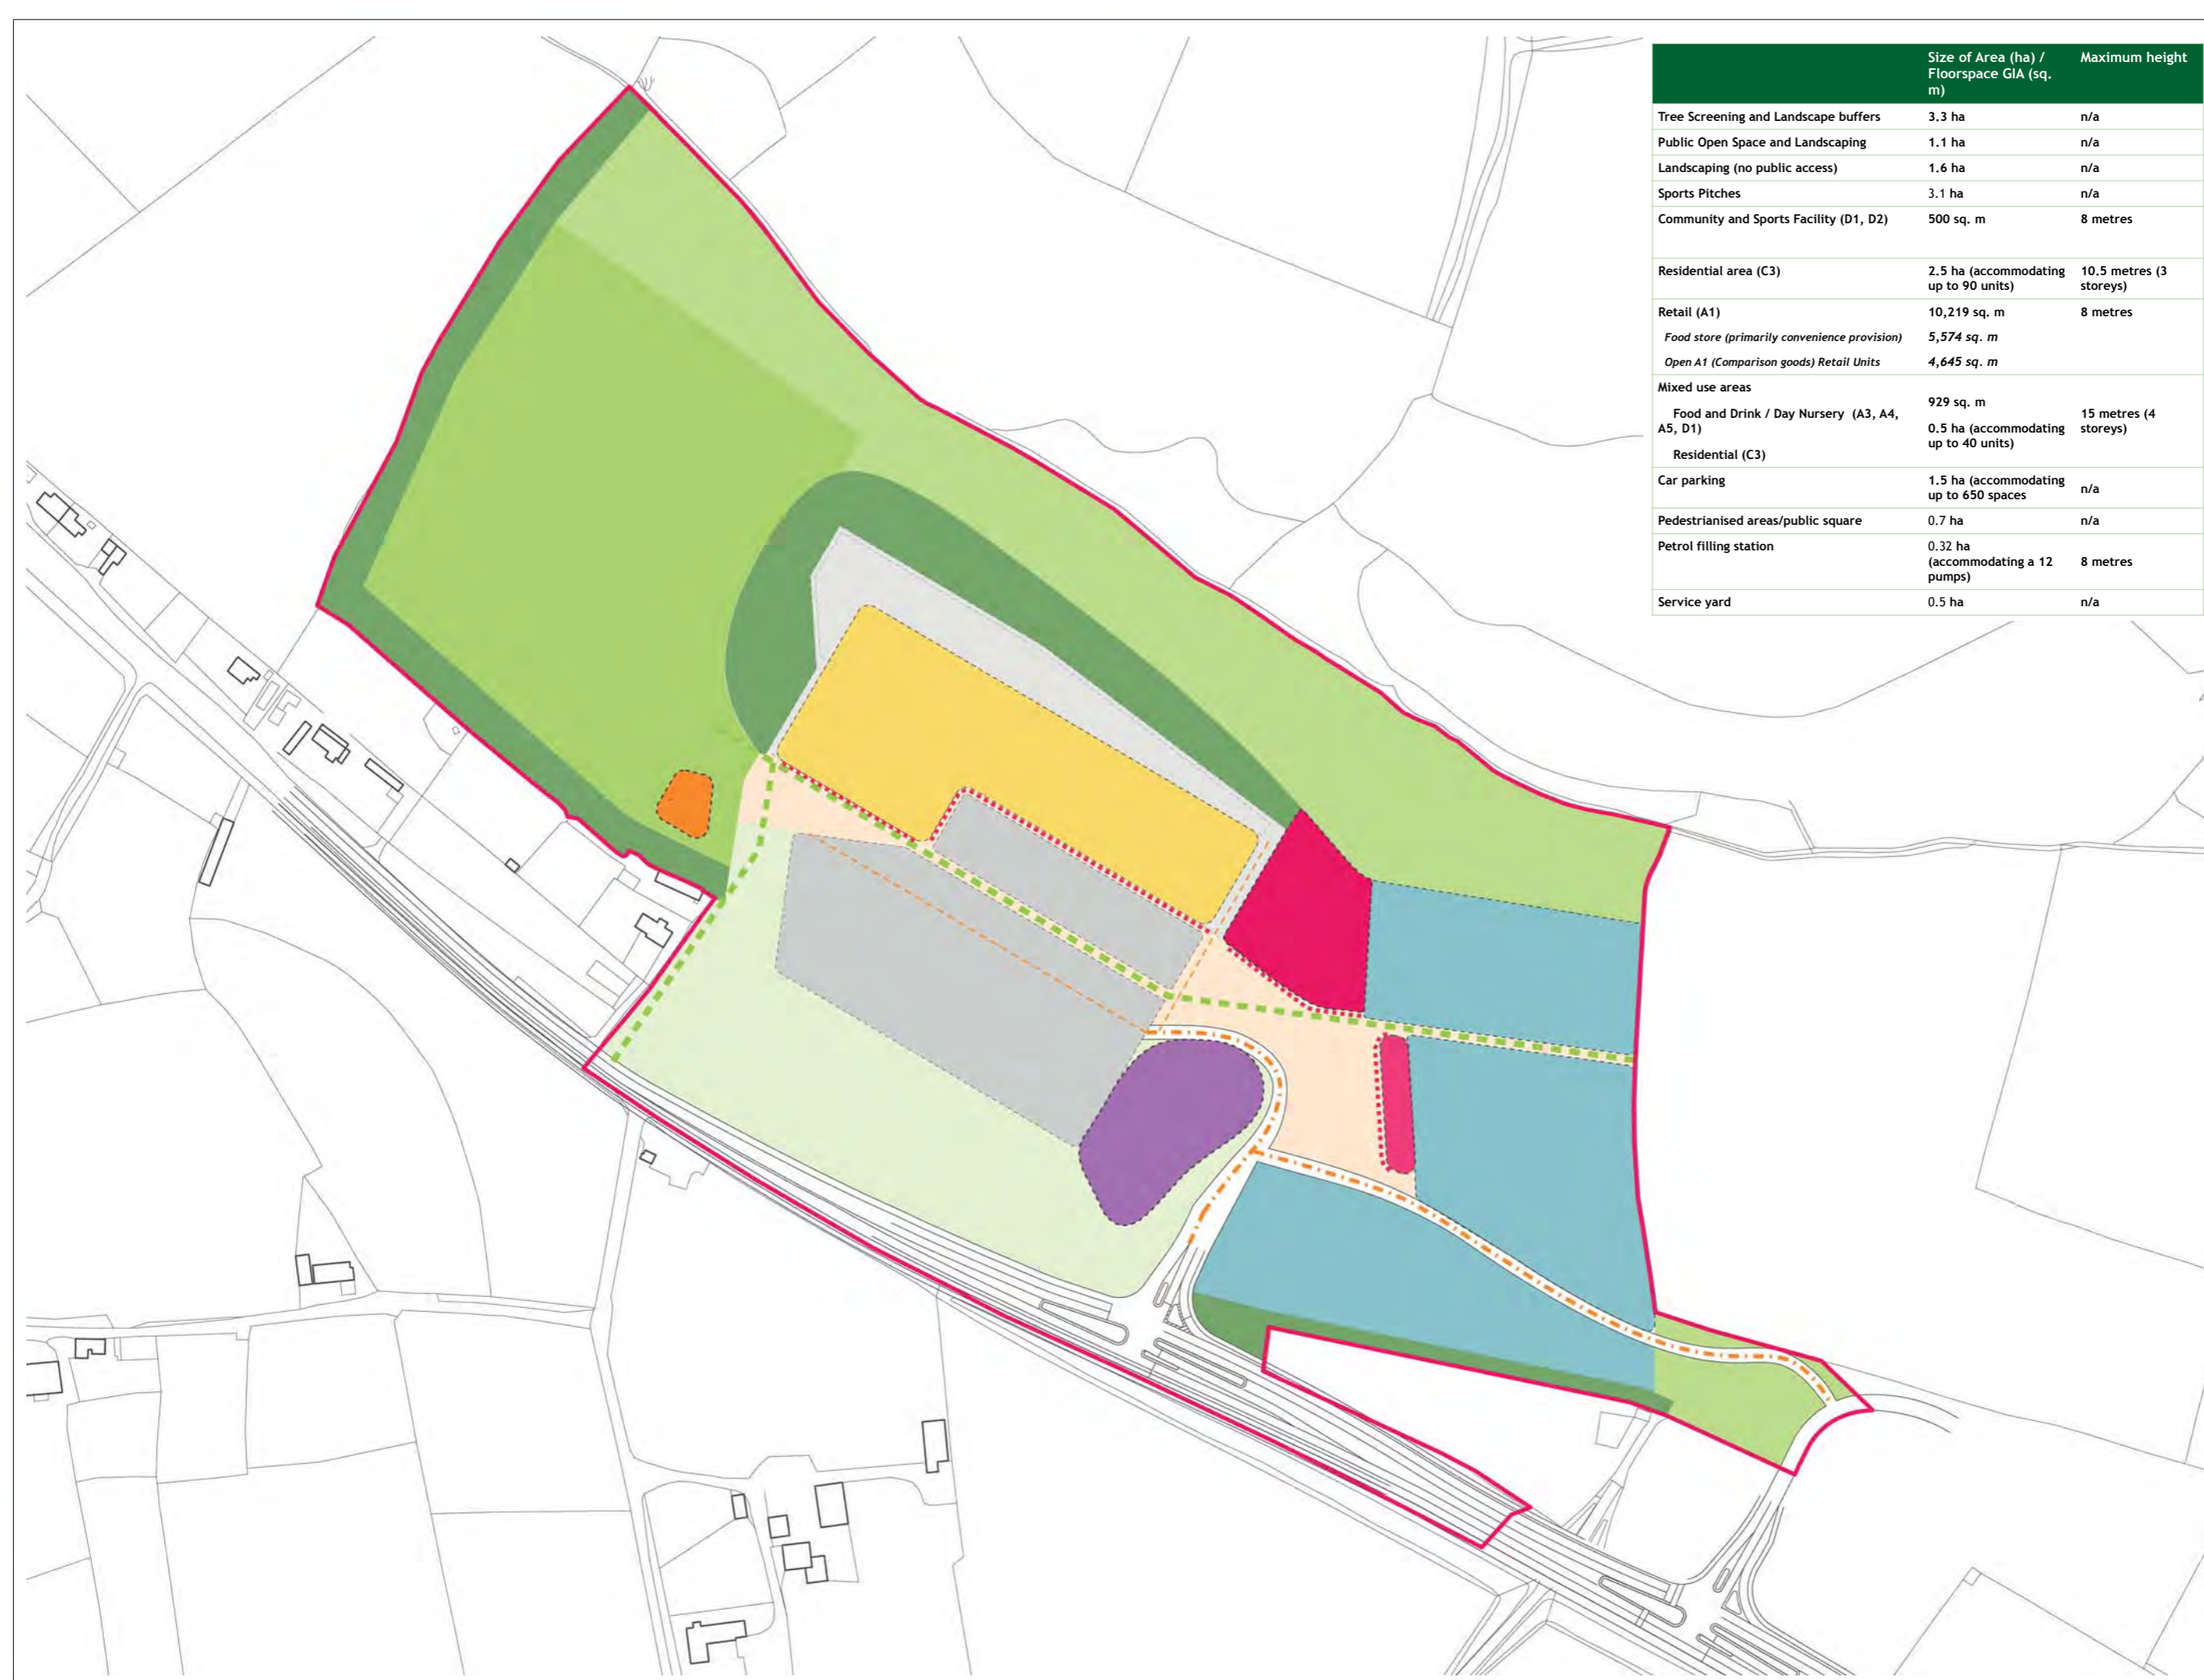 Size of Area (ha) / Maximum height
Floorspace GIA (sq.
m)
Tree Screening and Landscape buffers 3.3 ha n/a
Public Open Space and Landscaping 1.1 ha n/a
Landscaping (no public access) 1.6 ha n/a
Sports Pitches 3.1 ha n/a
Community and Sports Facility (D1, D2) 500 sq. m 8 metres
Residential area (C3) 2.5 ha (accommodating 10.5 metres (3
up to 90 units) storeys)
Retail (A1) 10,219 sq. m 8 metres
Food store (primarily convenience provision) 5,574 sq. m
Open A1 (Comparison goods) Retail Units 4,645 sq. m
Mixed use areas
929 sq. m
Food and Drink / Day Nursery (A3, A4, 15 metres (4
A5, D1) 0.5 ha (accommodating storeys)
up to 40 units)
Residential (C3)
Car parking 1.5 ha (accommodating n/a
up to 650 spaces
Pedestrianised areas/public square 0.7 ha n/a
Petrol filling station 0.32 ha
(accommodating a 12 8 metres
pumps)
Service yard 0.5 ha n/a